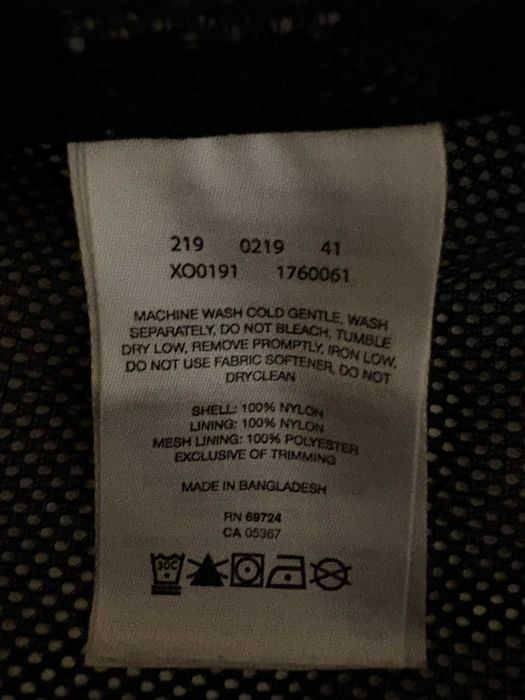 219 0219 41
XO0191 1760061
MACHINE WASH COLD GENTLE, WASH
SEPARATELY, DO NOT BLEACH, TUMBLE
DRY LOW, REMOVE PROMPTLY, IRON LOW,
DO NOT USE FABRIC SOFTENER, DO NOT
DRYCLEAN
SHELL: 100% NYLON
LINING: 100% NYLON
MESH LINING: 100% POLYESTER
EXCLUSIVE OF TRIMMING
MADE IN BANGLADESH
RN 69724
CA 05367
30C